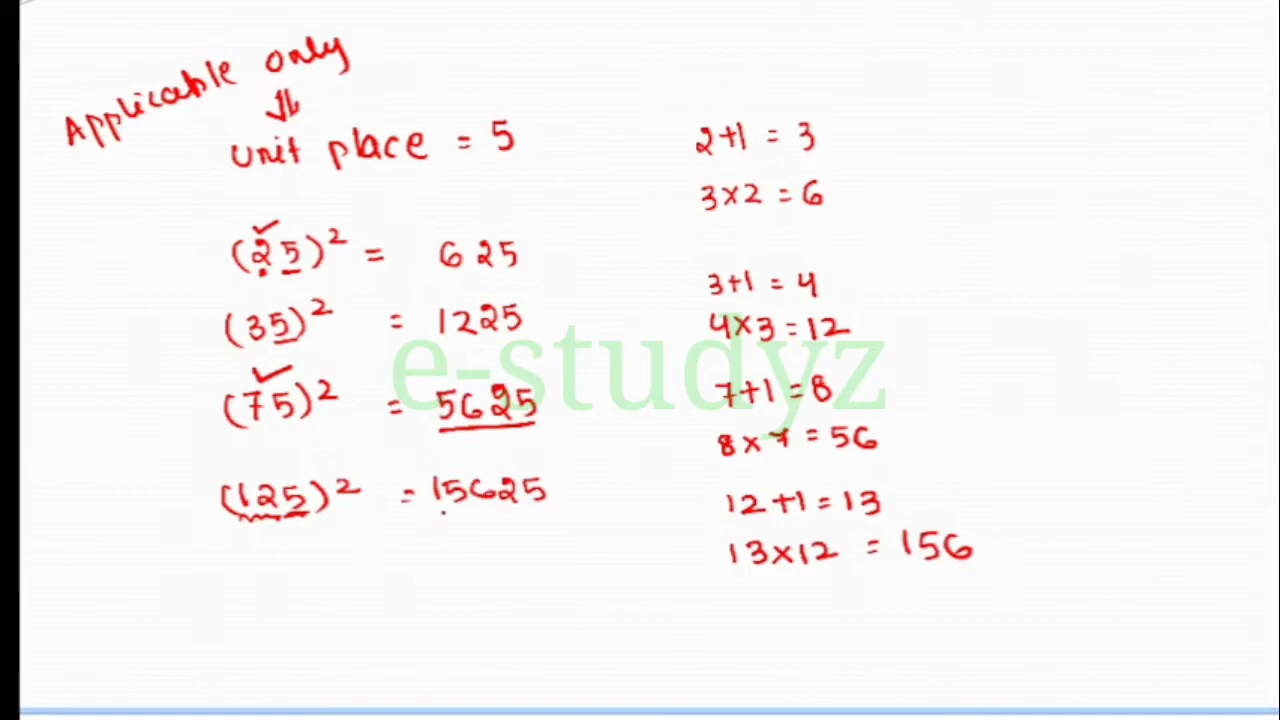 Applicable only
⇓
unit place = 5
(25)² = 625
(35)² = 1225
(75)² = 5625
(125)² = 15625
2+1 = 3
3×2 = 6
3+1 = 4
4×3 = 12
7+1 = 8
8×7 = 56
12+1 = 13
13×12 = 156
e-studyz